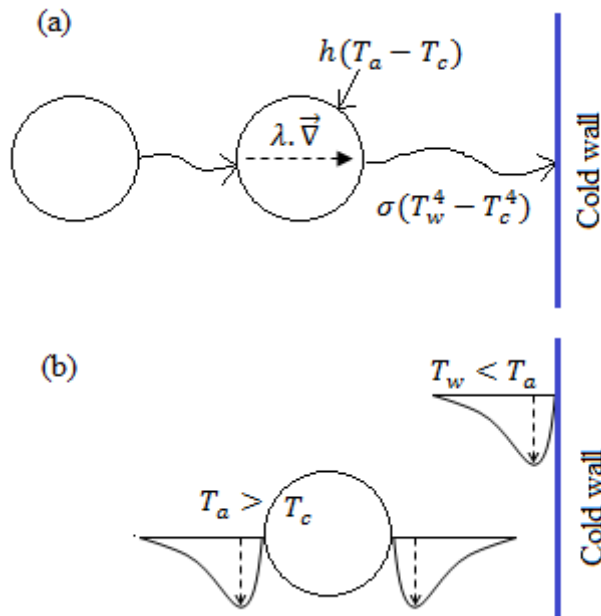 (a)
h(T_a − T_c)
λ.∇⃗
σ(T_w^4 − T_c^4)
Cold wall
(b)
T_w < T_a
T_a > T_c
Cold wall